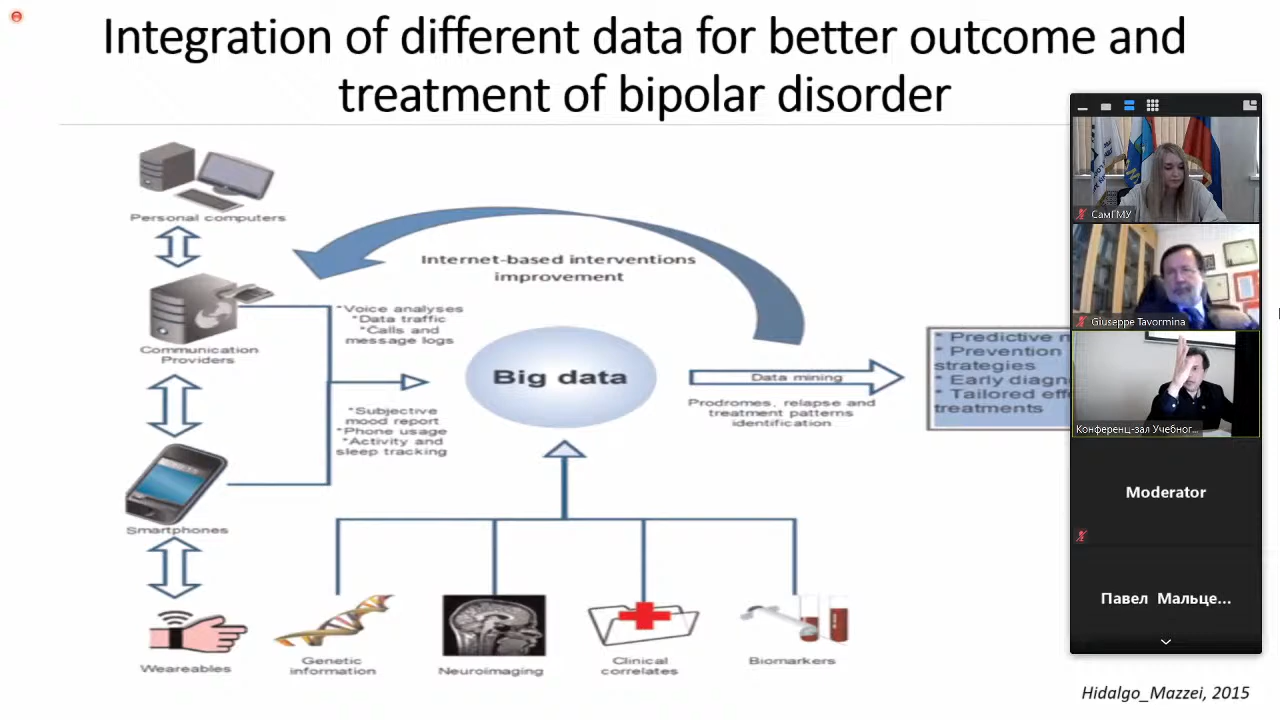 Integration of different data for better outcome and
treatment of bipolar disorder
Personal computers
Communication
Providers
Smartphones
Weareables
*Voice analyses
*Data traffic
*Calls and
message logs
*Subjective
mood report
*Phone usage
*Activity and
sleep tracking
Internet-based interventions
improvement
Big data
Data mining
Prodromes, relapse and
treatment patterns
identification
* Predictive
* Prevention
strategies
* Early
* Tailored
treatments
Genetic
information
Neuroimaging
Clinical
correlates
Biomarkers
СамГМУ
Giuseppe Tavormina
Конференц-зал Учебног...
Moderator
Павел Мальце...
Hidalgo_Mazzei, 2015